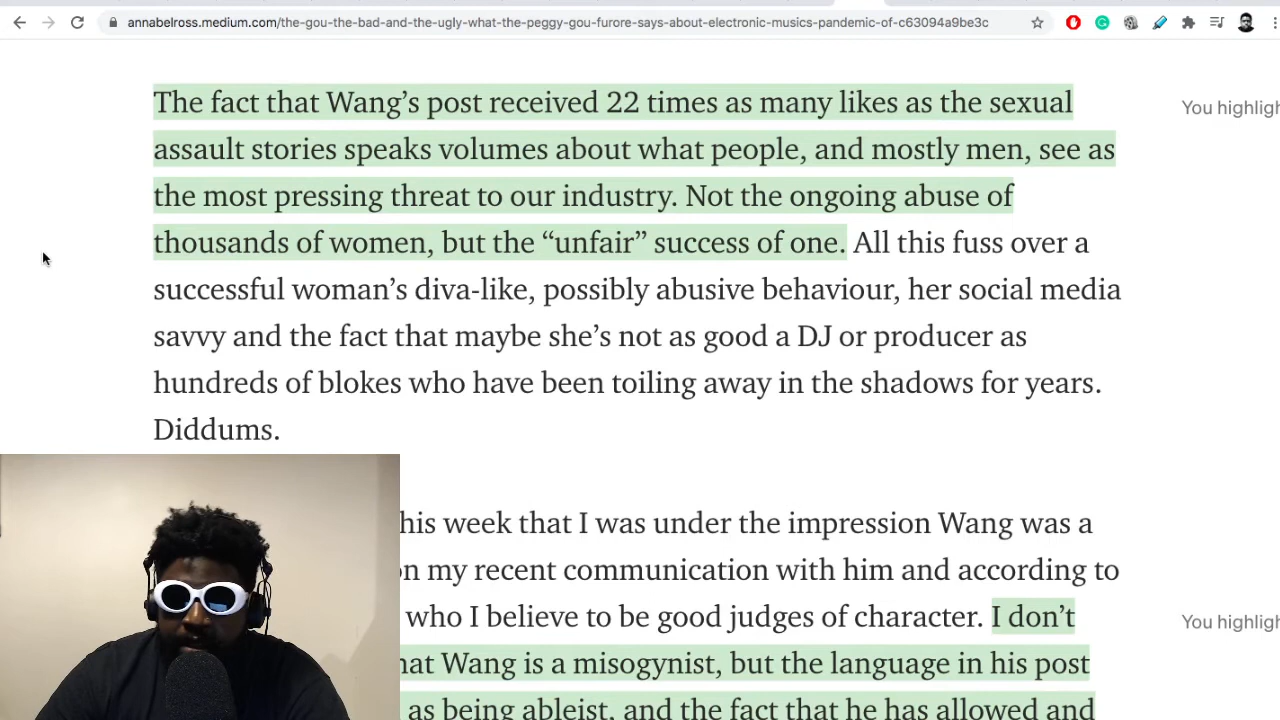 annabelross.medium.com/the-gou-the-bad-and-the-ugly-what-the-peggy-gou-furore-says-about-electronic-musics-pandemic-of-c63094a9be3c
The fact that Wang’s post received 22 times as many likes as the sexual
You highligh
assault stories speaks volumes about what people, and mostly men, see as
the most pressing threat to our industry. Not the ongoing abuse of
thousands of women, but the “unfair” success of one. All this fuss over a
successful woman’s diva-like, possibly abusive behaviour, her social media
savvy and the fact that maybe she’s not as good a DJ or producer as
hundreds of blokes who have been toiling away in the shadows for years.
Diddums.
his week that I was under the impression Wang was a
on my recent communication with him and according to
who I believe to be good judges of character. I don’t
You highligh
hat Wang is a misogynist, but the language in his post
as being ableist, and the fact that he has allowed and